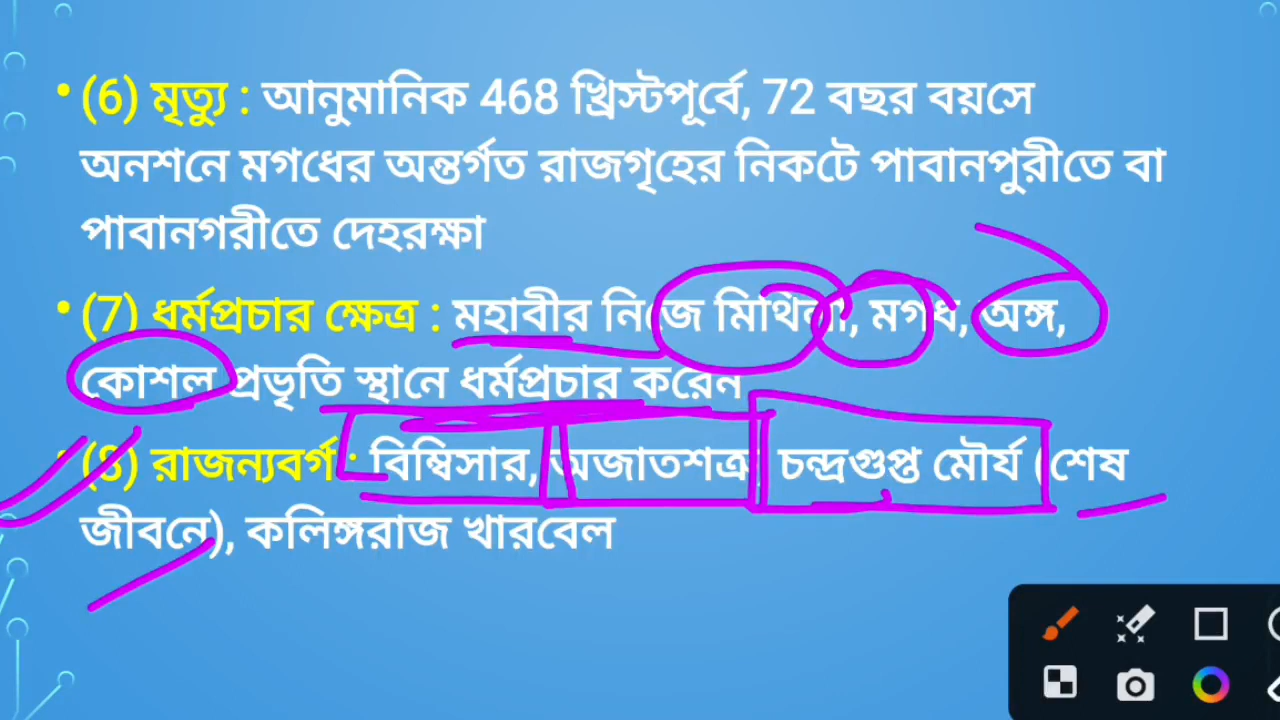 • (6) মৃত্যু : আনুমানিক 468 খ্রিস্টপূর্বে, 72 বছর বয়সে
অনশনে মগধের অন্তর্গত রাজগৃহের নিকটে পাবানপুরীতে বা
পাবানগরীতে দেহরক্ষা
• (7) ধর্মপ্রচার ক্ষেত্র : মহাবীর নিজে মিথিলা, মগধ, অঙ্গ,
কোশল প্রভৃতি স্থানে ধর্মপ্রচার করেন
• (8) রাজন্যবর্গ : বিম্বিসার, অজাতশত্রু, চন্দ্রগুপ্ত মৌর্য (শেষ
জীবনে), কলিঙ্গরাজ খারবেল